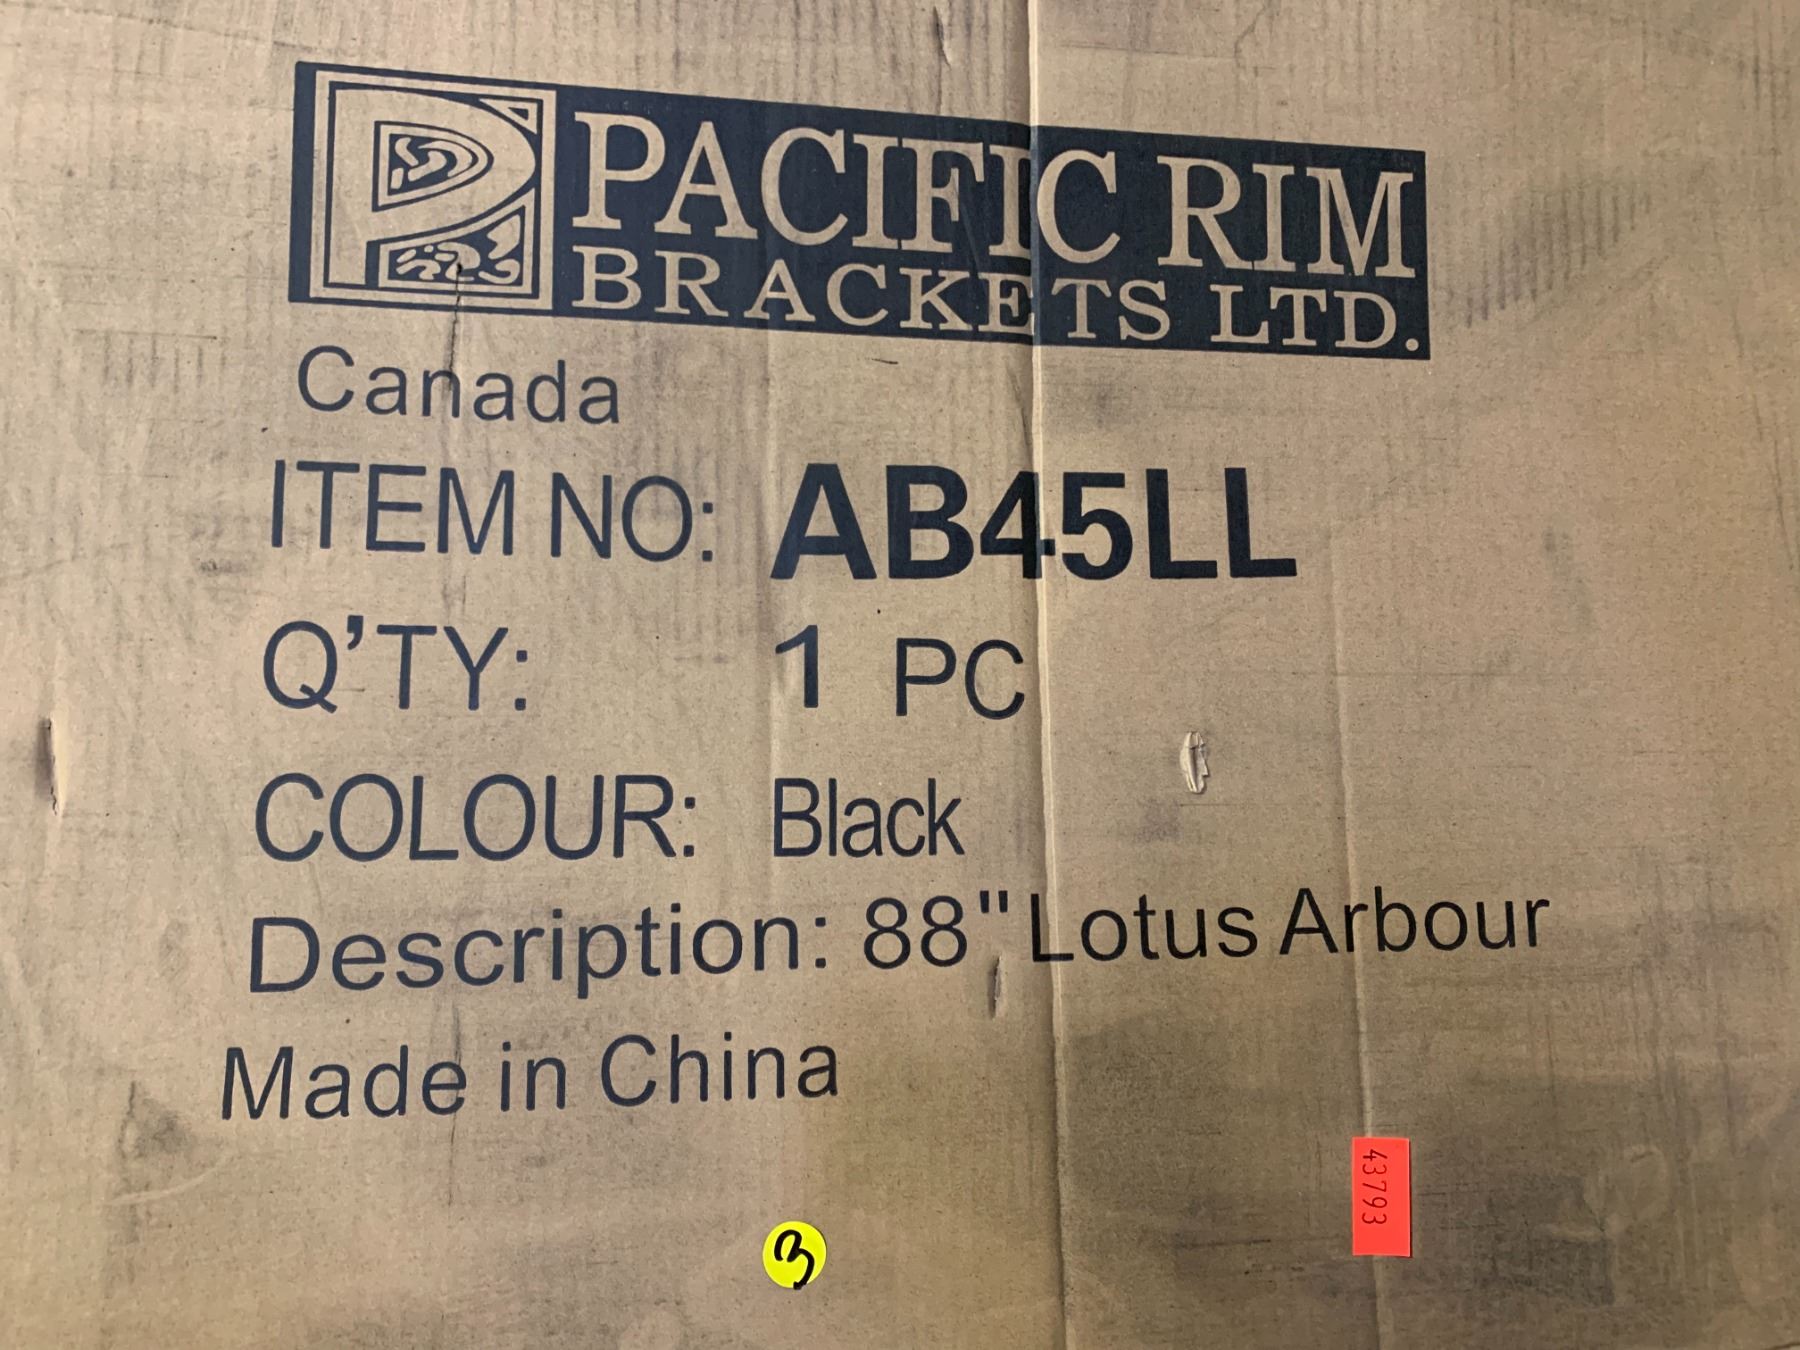 PACIFIC RIM
BRACKETS LTD.
Canada
ITEM NO: AB45LL
Q'TY: 1 PC
COLOUR: Black
Description: 88" Lotus Arbour
Made in China
43793
3